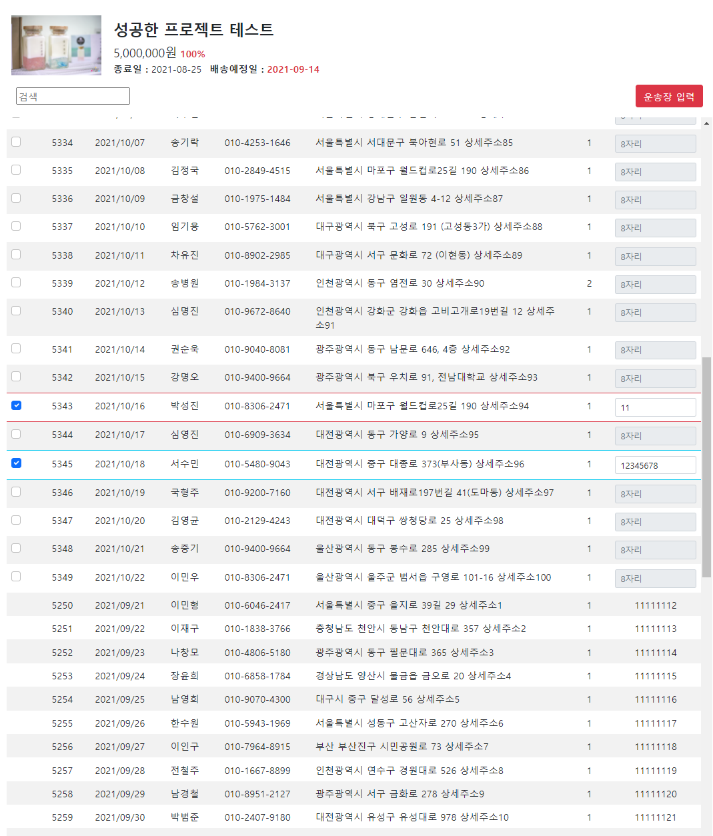 성공한 프로젝트 테스트
5,000,000원 100%
종료일 : 2021-08-25 배송예정일 : 2021-09-14
검색 운송장 입력
5334 2021/10/07 송기탁 010-4253-1646 서울특별시 서대문구 북아현로 51 상세주소85 1 8자리
5335 2021/10/08 김정국 010-2849-4515 서울특별시 마포구 월드컵로25길 190 상세주소86 1 8자리
5336 2021/10/09 금창설 010-1975-1484 서울특별시 강남구 일원동 4-12 상세주소87 1 8자리
5337 2021/10/10 임기용 010-5762-3001 대구광역시 북구 고성로 191 (고성동3가) 상세주소88 1 8자리
5338 2021/10/11 차유진 010-8902-2985 대구광역시 서구 문화로 72 (이현동) 상세주소89 1 8자리
5339 2021/10/12 송병원 010-1984-3137 인천광역시 동구 염전로 30 상세주소90 2 8자리
5340 2021/10/13 심명진 010-9672-8640 인천광역시 강화군 강화읍 고비고개로19번길 12 상세주 1 8자리
소91
5341 2021/10/14 권순욱 010-9040-8081 광주광역시 동구 남문로 646, 4층 상세주소92 1 8자리
5342 2021/10/15 강명오 010-9400-9664 광주광역시 북구 우치로 91, 전남대학교 상세주소93 1 8자리
5343 2021/10/16 박성진 010-8306-2471 서울특별시 마포구 월드컵로25길 190 상세주소94 1 11
5344 2021/10/17 심영진 010-6909-3634 대전광역시 동구 가양로 9 상세주소95 1 8자리
5345 2021/10/18 서수민 010-5480-9043 대전광역시 중구 대종로 373(부사동) 상세주소96 1 12345678
5346 2021/10/19 국형주 010-9200-7160 대전광역시 서구 배재로197번길 41(도마동) 상세주소97 1 8자리
5347 2021/10/20 김영균 010-2129-4243 대전광역시 대덕구 쌍청당로 25 상세주소98 1 8자리
5348 2021/10/21 송중기 010-9400-9664 울산광역시 동구 봉수로 285 상세주소99 1 8자리
5349 2021/10/22 이민우 010-8306-2471 울산광역시 울주군 범서읍 구영로 101-16 상세주소100 1 8자리
5250 2021/09/21 이민형 010-6046-2417 서울특별시 중구 을지로 39길 29 상세주소1 1 11111112
5251 2021/09/22 이재구 010-1838-3766 충청남도 천안시 동남구 천안대로 357 상세주소2 1 11111113
5252 2021/09/23 나창모 010-4806-5180 광주광역시 동구 필문대로 365 상세주소3 1 11111114
5253 2021/09/24 장윤희 010-6858-1784 경상남도 양산시 물금읍 금오로 20 상세주소4 1 11111115
5254 2021/09/25 남영희 010-9070-4300 대구시 중구 달성로 56 상세주소5 1 11111116
5255 2021/09/26 한수원 010-5943-1969 서울특별시 성동구 고산자로 270 상세주소6 1 11111117
5256 2021/09/27 이인구 010-7964-8915 부산 부산진구 시민공원로 73 상세주소7 1 11111118
5257 2021/09/28 전철주 010-1667-8899 인천광역시 연수구 경원대로 526 상세주소8 1 11111119
5258 2021/09/29 남경철 010-8951-2127 광주광역시 서구 금화로 278 상세주소9 1 11111120
5259 2021/09/30 박범준 010-2407-9180 대전광역시 유성구 유성대로 978 상세주소10 1 11111121